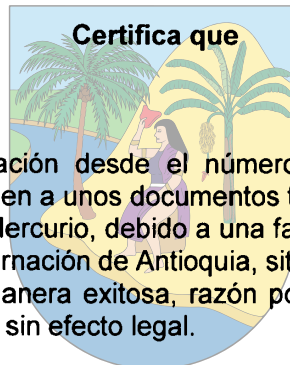 Certifica que
ación desde el número
en a unos documentos t
Mercurio, debido a una fa
rnación de Antioquia, sit
anera exitosa, razón po
sin efecto legal.